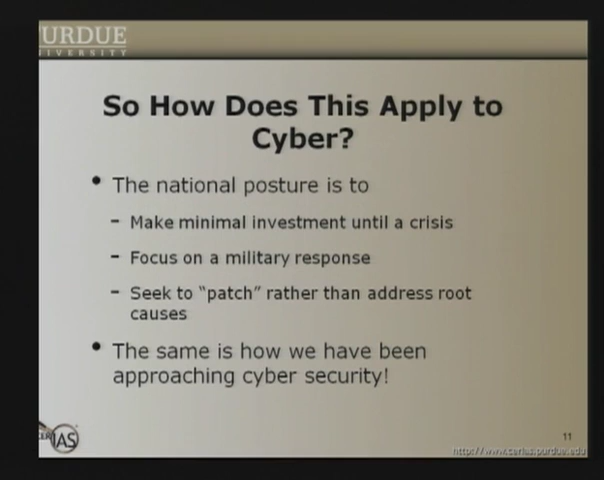 PURDUE
UNIVERSITY
So How Does This Apply to
Cyber?
• The national posture is to
– Make minimal investment until a crisis
– Focus on a military response
– Seek to “patch” rather than address root
causes
• The same is how we have been
approaching cyber security!
IAS
11
http://www.cerias.purdue.edu